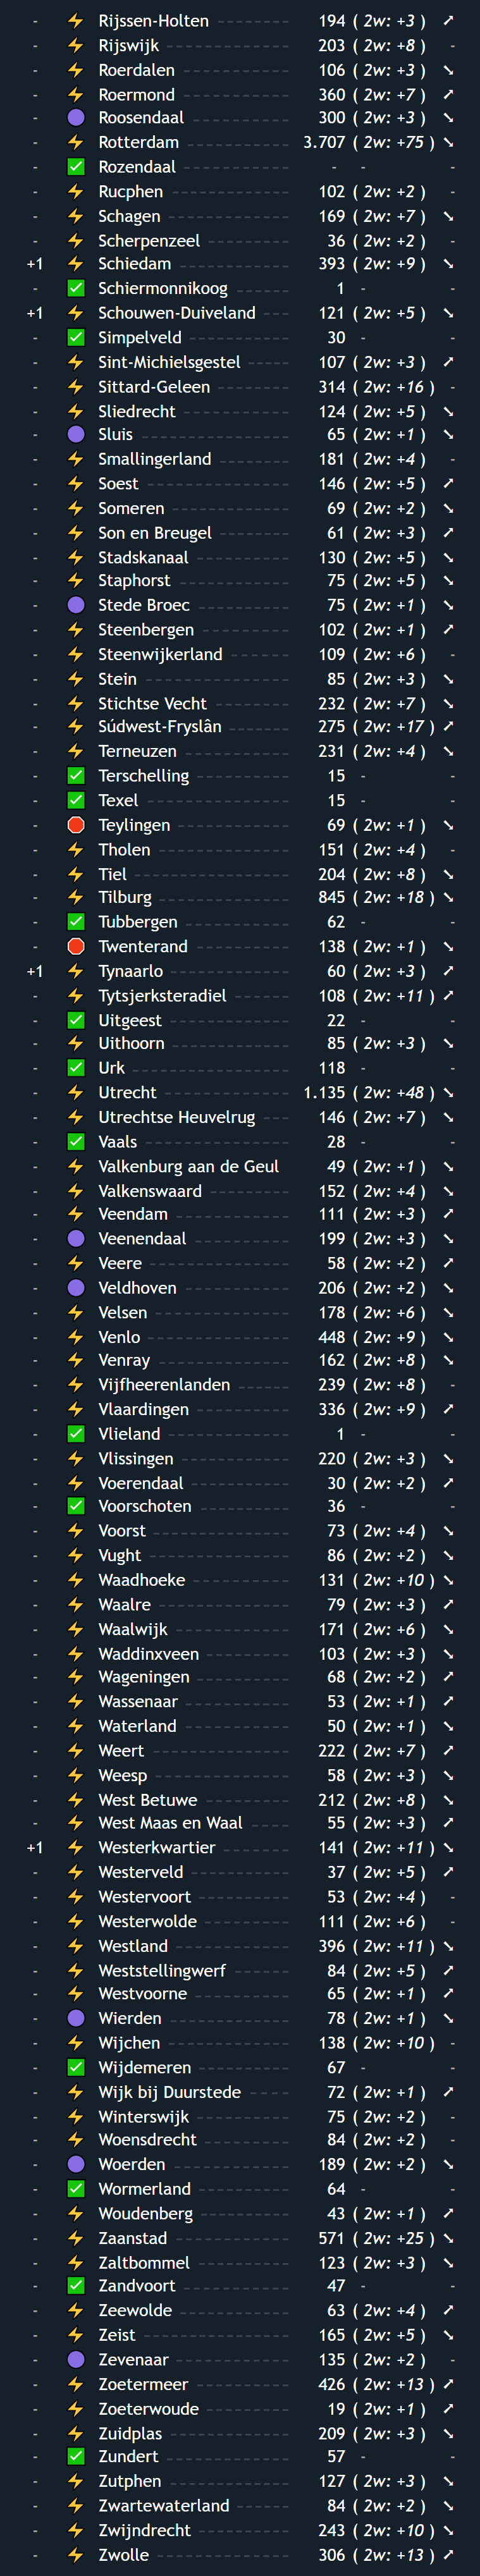 - ⚡ Rijssen-Holten 194 ( 2w: +3 ) ↗
- ⚡ Rijswijk 203 ( 2w: +8 ) -
- ⚡ Roerdalen 106 ( 2w: +3 ) ↘
- ⚡ Roermond 360 ( 2w: +7 ) ↗
- 🟣 Roosendaal 300 ( 2w: +3 ) ↘
- ⚡ Rotterdam 3.707 ( 2w: +75 ) ↘
- ✅ Rozendaal - - -
- ⚡ Rucphen 102 ( 2w: +2 ) -
- ⚡ Schagen 169 ( 2w: +7 ) ↘
- ⚡ Scherpenzeel 36 ( 2w: +2 ) -
+1 ⚡ Schiedam 393 ( 2w: +9 ) ↘
- ✅ Schiermonnikoog 1 - -
+1 ⚡ Schouwen-Duiveland 121 ( 2w: +5 ) ↘
- ✅ Simpelveld 30 - -
- ⚡ Sint-Michielsgestel 107 ( 2w: +3 ) ↗
- ⚡ Sittard-Geleen 314 ( 2w: +16 ) -
- ⚡ Sliedrecht 124 ( 2w: +5 ) ↘
- 🟣 Sluis 65 ( 2w: +1 ) ↘
- ⚡ Smallingerland 181 ( 2w: +4 ) -
- ⚡ Soest 146 ( 2w: +5 ) ↗
- ⚡ Someren 69 ( 2w: +2 ) ↘
- ⚡ Son en Breugel 61 ( 2w: +3 ) ↗
- ⚡ Stadskanaal 130 ( 2w: +5 ) ↘
- ⚡ Staphorst 75 ( 2w: +5 ) ↘
- 🟣 Stede Broec 75 ( 2w: +1 ) ↘
- ⚡ Steenbergen 102 ( 2w: +1 ) ↗
- ⚡ Steenwijkerland 109 ( 2w: +6 ) -
- ⚡ Stein 85 ( 2w: +3 ) ↘
- ⚡ Stichtse Vecht 232 ( 2w: +7 ) ↘
- ⚡ Súdwest-Fryslân 275 ( 2w: +17 ) ↗
- ⚡ Terneuzen 231 ( 2w: +4 ) ↘
- ✅ Terschelling 15 - -
- ✅ Texel 15 - -
- 🛑 Teylingen 69 ( 2w: +1 ) ↘
- ⚡ Tholen 151 ( 2w: +4 ) -
- ⚡ Tiel 204 ( 2w: +8 ) ↘
- ⚡ Tilburg 845 ( 2w: +18 ) ↘
- ✅ Tubbergen 62 - -
- 🛑 Twenterand 138 ( 2w: +1 ) ↘
+1 ⚡ Tynaarlo 60 ( 2w: +3 ) ↗
- ⚡ Tytsjerksteradiel 108 ( 2w: +11 ) ↗
- ✅ Uitgeest 22 - -
- ⚡ Uithoorn 85 ( 2w: +3 ) ↘
- ✅ Urk 118 - -
- ⚡ Utrecht 1.135 ( 2w: +48 ) ↘
- ⚡ Utrechtse Heuvelrug 146 ( 2w: +7 ) ↘
- ✅ Vaals 28 - -
- ⚡ Valkenburg aan de Geul 49 ( 2w: +1 ) ↘
- ⚡ Valkenswaard 152 ( 2w: +4 ) ↘
- ⚡ Veendam 111 ( 2w: +3 ) ↗
- 🟣 Veenendaal 199 ( 2w: +3 ) ↘
- ⚡ Veere 58 ( 2w: +2 ) ↗
- 🟣 Veldhoven 206 ( 2w: +2 ) ↘
- ⚡ Velsen 178 ( 2w: +6 ) ↘
- ⚡ Venlo 448 ( 2w: +9 ) ↘
- ⚡ Venray 162 ( 2w: +8 ) ↘
- ⚡ Vijfheerenlanden 239 ( 2w: +8 ) -
- ⚡ Vlaardingen 336 ( 2w: +9 ) ↗
- ✅ Vlieland 1 - -
- ⚡ Vlissingen 220 ( 2w: +3 ) ↘
- ⚡ Voerendaal 30 ( 2w: +2 ) ↗
- ✅ Voorschoten 36 - -
- ⚡ Voorst 73 ( 2w: +4 ) ↘
- ⚡ Vught 86 ( 2w: +2 ) ↘
- ⚡ Waadhoeke 131 ( 2w: +10 ) ↘
- ⚡ Waalre 79 ( 2w: +3 ) ↗
- ⚡ Waalwijk 171 ( 2w: +6 ) ↘
- ⚡ Waddinxveen 103 ( 2w: +3 ) ↘
- ⚡ Wageningen 68 ( 2w: +2 ) ↗
- ⚡ Wassenaar 53 ( 2w: +1 ) ↗
- ⚡ Waterland 50 ( 2w: +1 ) ↘
- ⚡ Weert 222 ( 2w: +7 ) ↗
- ⚡ Weesp 58 ( 2w: +3 ) ↘
- ⚡ West Betuwe 212 ( 2w: +8 ) ↘
- ⚡ West Maas en Waal 55 ( 2w: +3 ) ↗
+1 ⚡ Westerkwartier 141 ( 2w: +11 ) ↘
- ⚡ Westerveld 37 ( 2w: +5 ) ↗
- ⚡ Westervoort 53 ( 2w: +4 ) -
- ⚡ Westerwolde 111 ( 2w: +6 ) -
- ⚡ Westland 396 ( 2w: +11 ) ↘
- ⚡ Weststellingwerf 84 ( 2w: +5 ) ↗
- ⚡ Westvoorne 65 ( 2w: +1 ) ↗
- 🟣 Wierden 78 ( 2w: +1 ) ↘
- ⚡ Wijchen 138 ( 2w: +10 ) -
- ✅ Wijdemeren 67 - -
- ⚡ Wijk bij Duurstede 72 ( 2w: +1 ) ↗
- ⚡ Winterswijk 75 ( 2w: +2 ) -
- ⚡ Woensdrecht 84 ( 2w: +2 ) -
- 🟣 Woerden 189 ( 2w: +2 ) ↘
- ✅ Wormerland 64 - -
- ⚡ Woudenberg 43 ( 2w: +1 ) ↗
- ⚡ Zaanstad 571 ( 2w: +25 ) ↘
- ⚡ Zaltbommel 123 ( 2w: +3 ) ↘
- ✅ Zandvoort 47 - -
- ⚡ Zeewolde 63 ( 2w: +4 ) ↗
- ⚡ Zeist 165 ( 2w: +5 ) ↘
- 🟣 Zevenaar 135 ( 2w: +2 ) -
- ⚡ Zoetermeer 426 ( 2w: +13 ) ↗
- ⚡ Zoeterwoude 19 ( 2w: +1 ) ↗
- ⚡ Zuidplas 209 ( 2w: +3 ) ↘
- ✅ Zundert 57 - -
- ⚡ Zutphen 127 ( 2w: +3 ) ↘
- ⚡ Zwartewaterland 84 ( 2w: +2 ) ↘
- ⚡ Zwijndrecht 243 ( 2w: +10 ) ↘
- ⚡ Zwolle 306 ( 2w: +13 ) ↗